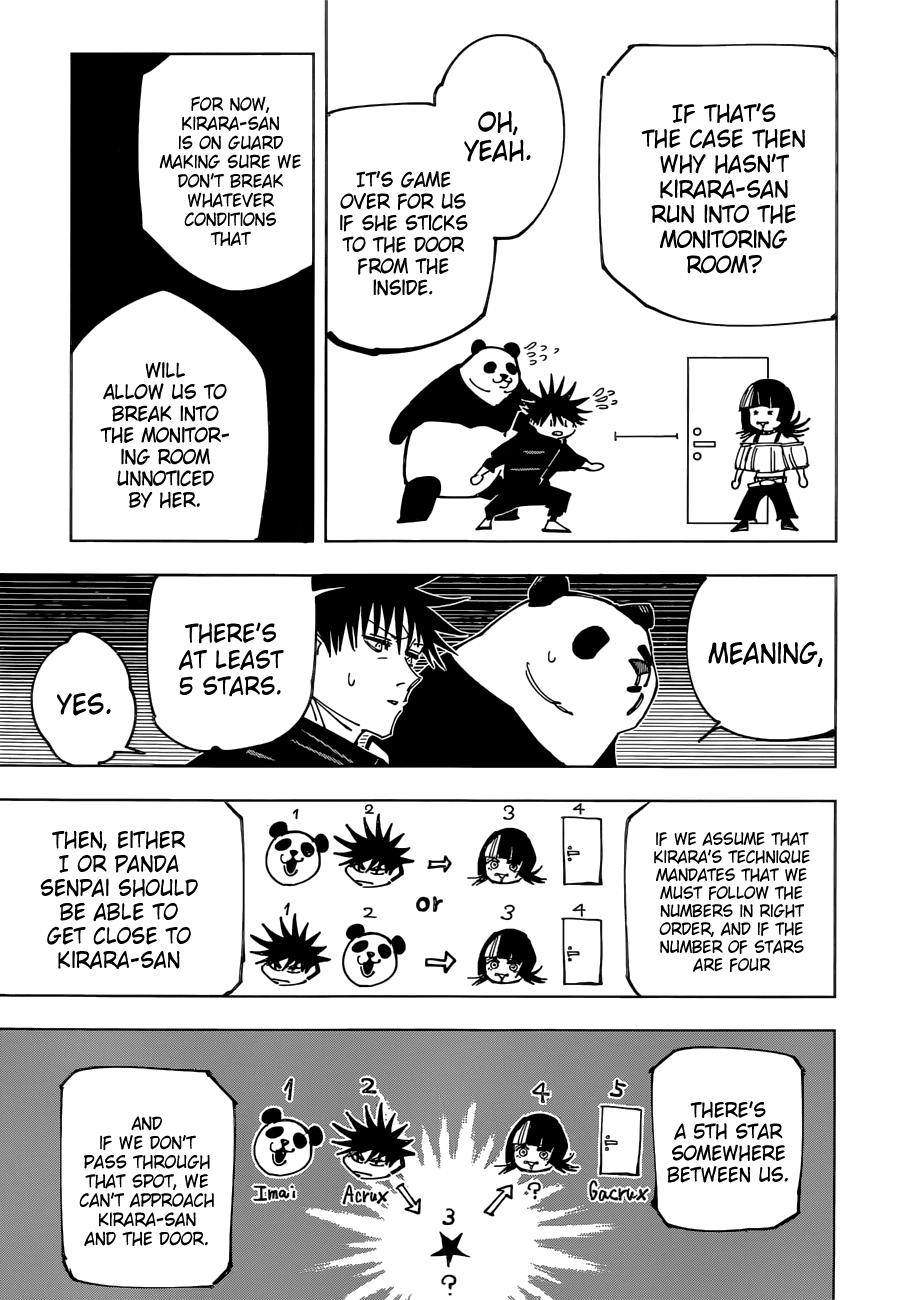 IF THAT'S
THE CASE THEN
WHY HASN'T
KIRARA-SAN
RUN INTO THE
MONITORING
ROOM?
OH,
YEAH.
IT'S GAME
OVER FOR US
IF SHE STICKS
TO THE DOOR
FROM THE
INSIDE.
FOR NOW,
KIRARA-SAN
IS ON GUARD
MAKING SURE WE
DON'T BREAK
WHATEVER
CONDITIONS
THAT
WILL
ALLOW US TO
BREAK INTO
THE MONITOR-
ING ROOM
UNNOTICED
BY HER.
MEANING,
THERE'S
AT LEAST
5 STARS.
YES.
IF WE ASSUME THAT
KIRARA'S TECHNIQUE
MANDATES THAT WE
MUST FOLLOW THE
NUMBERS IN RIGHT
ORDER, AND IF THE
NUMBER OF STARS
ARE FOUR
1 2 3 4
or
1 2 3 4
THEN, EITHER
I OR PANDA
SENPAI SHOULD
BE ABLE TO
GET CLOSE TO
KIRARA-SAN
THERE'S
A 5TH STAR
SOMEWHERE
BETWEEN US.
1 2 4 5
Imai Acrux ? Gacrux
3
?
AND
IF WE DON'T
PASS THROUGH
THAT SPOT, WE
CAN'T APPROACH
KIRARA-SAN
AND THE DOOR.